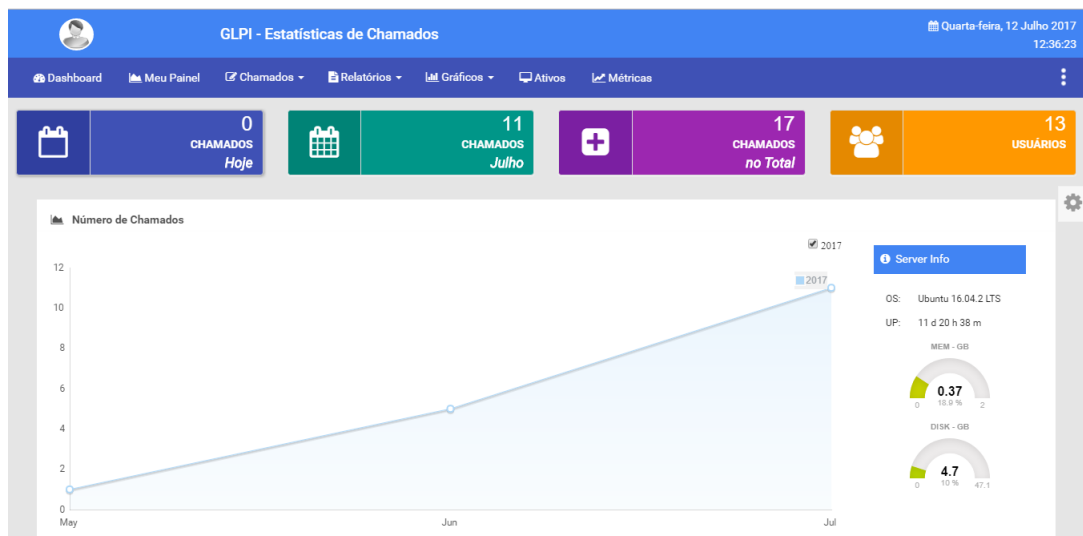 GLPI - Estatísticas de Chamados
Quarta-feira, 12 Julho 2017
12:36:23
Dashboard Meu Painel Chamados Relatórios Gráficos Ativos Métricas
0
CHAMADOS
Hoje
11
CHAMADOS
Julho
17
CHAMADOS
no Total
13
USUÁRIOS
Número de Chamados
2017
2017
12
10
8
6
4
2
0
May Jun Jul
Server Info
OS: Ubuntu 16.04.2 LTS
UP: 11 d 20 h 38 m
MEM - GB
0.37
0 18.9 % 2
DISK - GB
4.7
0 10 % 47.1